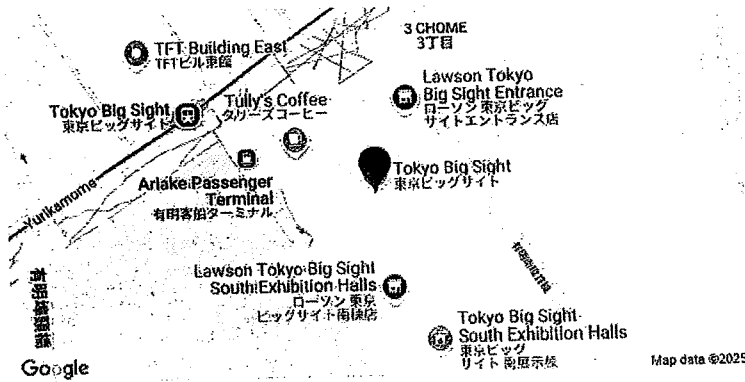 3 CHOME
3丁目
TFT Building East
TFTビル東館
Lawson Tokyo
Big Sight Entrance
ローソン 東京ビッグ
サイトエントランス店
Tokyo Big Sight
東京ビッグサイト
Tully's Coffee
タリーズコーヒー
Tokyo Big Sight
東京ビッグサイト
Ariake Passenger
Terminal
有明客船ターミナル
Yurikamome
Lawson Tokyo Big Sight
South Exhibition Halls
ローソン 東京
ビッグサイト南棟店
Tokyo Big Sight
South Exhibition Halls
東京ビッグ
サイト 南展示棟
Google
Map data ©2025